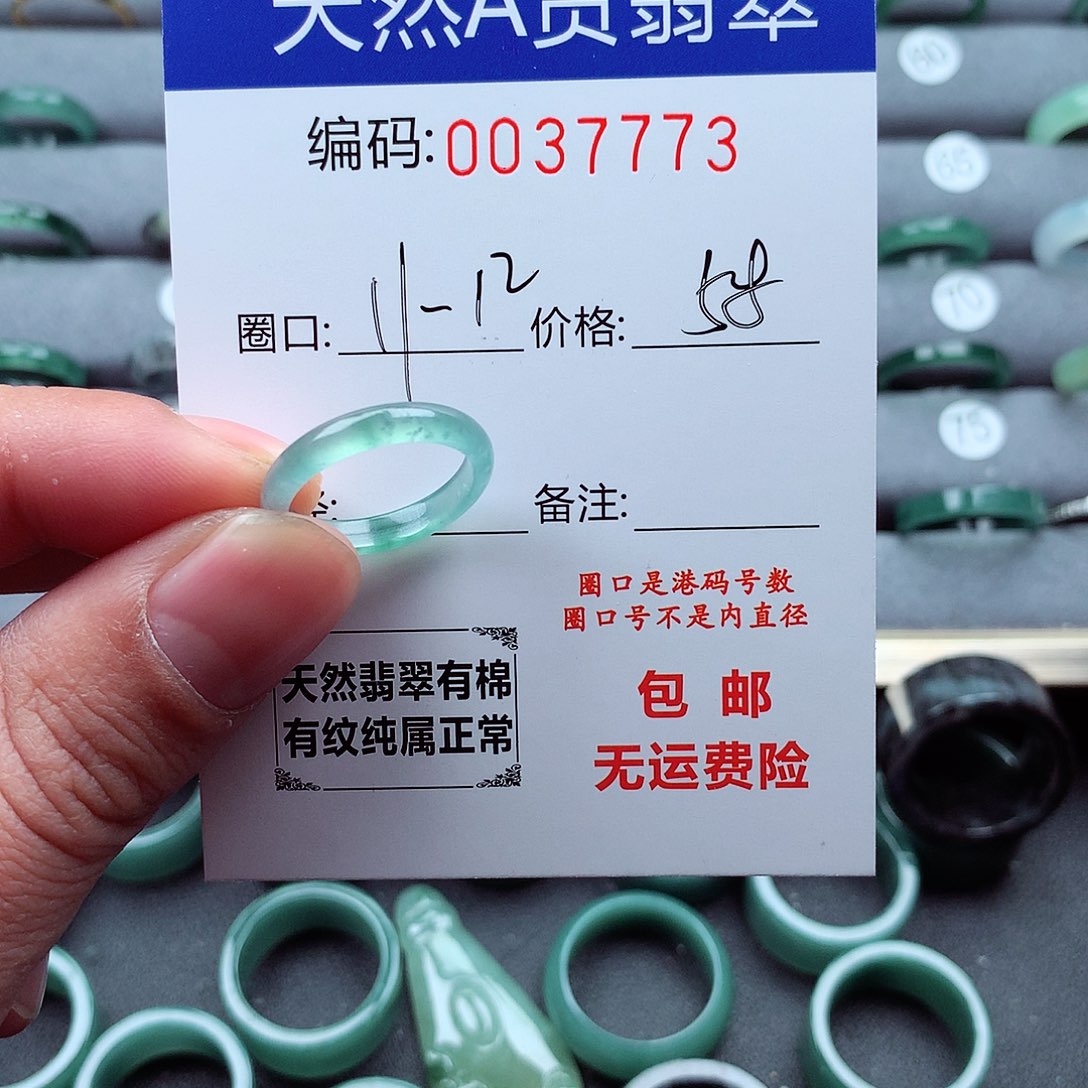 天然A货翡翠
编码:0037773
圈口: 11-12 价格: 58
备注:
圈口是港码号数
圈口号不是内直径
天然翡翠有棉
有纹纯属正常
包 邮
无运费险
60
65
70
75